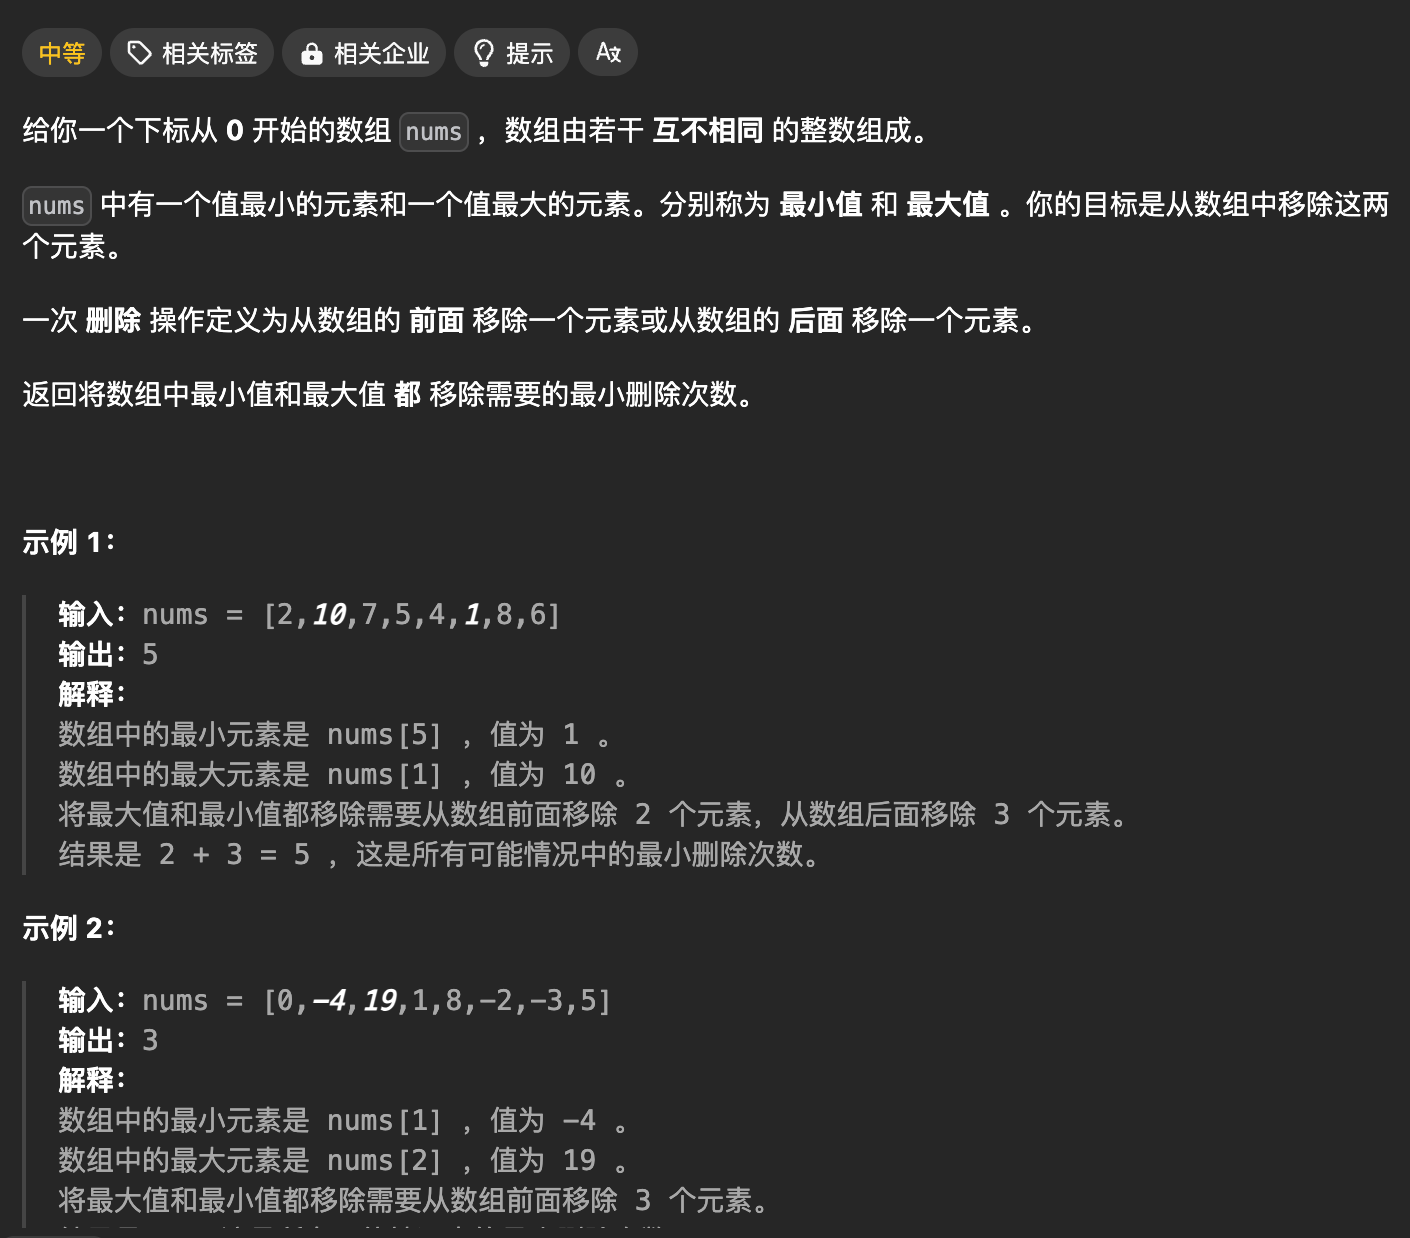 中等 相关标签 相关企业 提示
给你一个下标从 0 开始的数组 nums ，数组由若干 互不相同 的整数组成。
nums 中有一个值最小的元素和一个值最大的元素。分别称为 最小值 和 最大值 。你的目标是从数组中移除这两
个元素。
一次 删除 操作定义为从数组的 前面 移除一个元素或从数组的 后面 移除一个元素。
返回将数组中最小值和最大值 都 移除需要的最小删除次数。
示例 1：
输入：nums = [2,10,7,5,4,1,8,6]
输出：5
解释：
数组中的最小元素是 nums[5] ，值为 1 。
数组中的最大元素是 nums[1] ，值为 10 。
将最大值和最小值都移除需要从数组前面移除 2 个元素，从数组后面移除 3 个元素。
结果是 2 + 3 = 5 ，这是所有可能情况中的最小删除次数。
示例 2：
输入：nums = [0,-4,19,1,8,-2,-3,5]
输出：3
解释：
数组中的最小元素是 nums[1] ，值为 -4 。
数组中的最大元素是 nums[2] ，值为 19 。
将最大值和最小值都移除需要从数组前面移除 3 个元素。